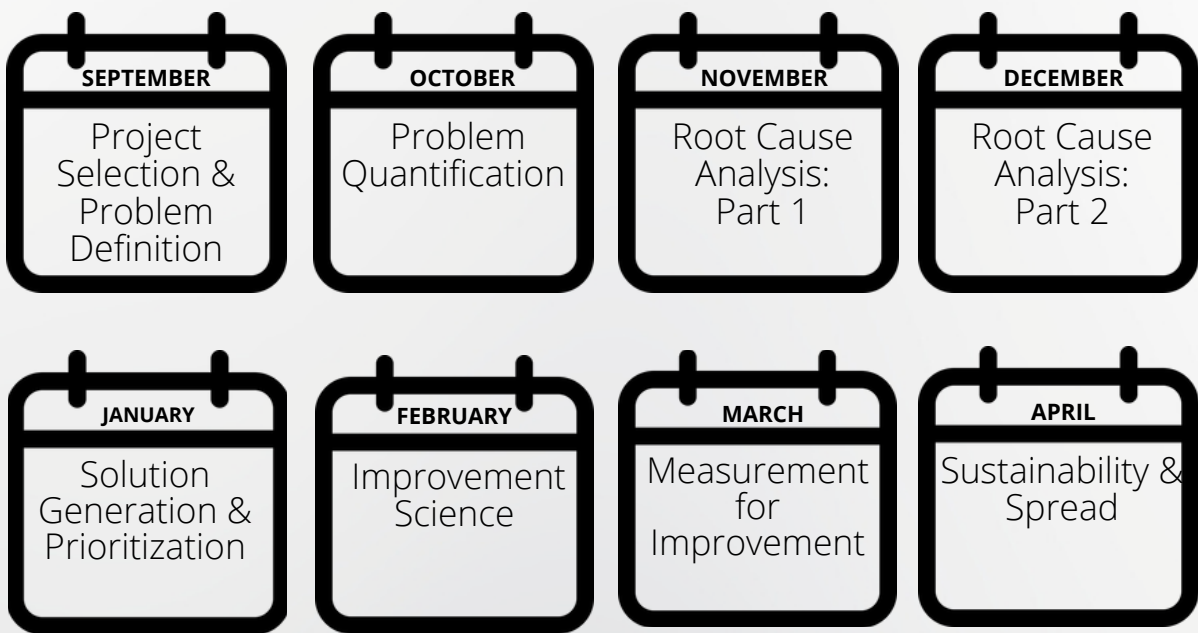 SEPTEMBER
Project
Selection &
Problem
Definition
OCTOBER
Problem
Quantification
NOVEMBER
Root Cause
Analysis:
Part 1
DECEMBER
Root Cause
Analysis:
Part 2
JANUARY
Solution
Generation &
Prioritization
FEBRUARY
Improvement
Science
MARCH
Measurement
for
Improvement
APRIL
Sustainability &
Spread